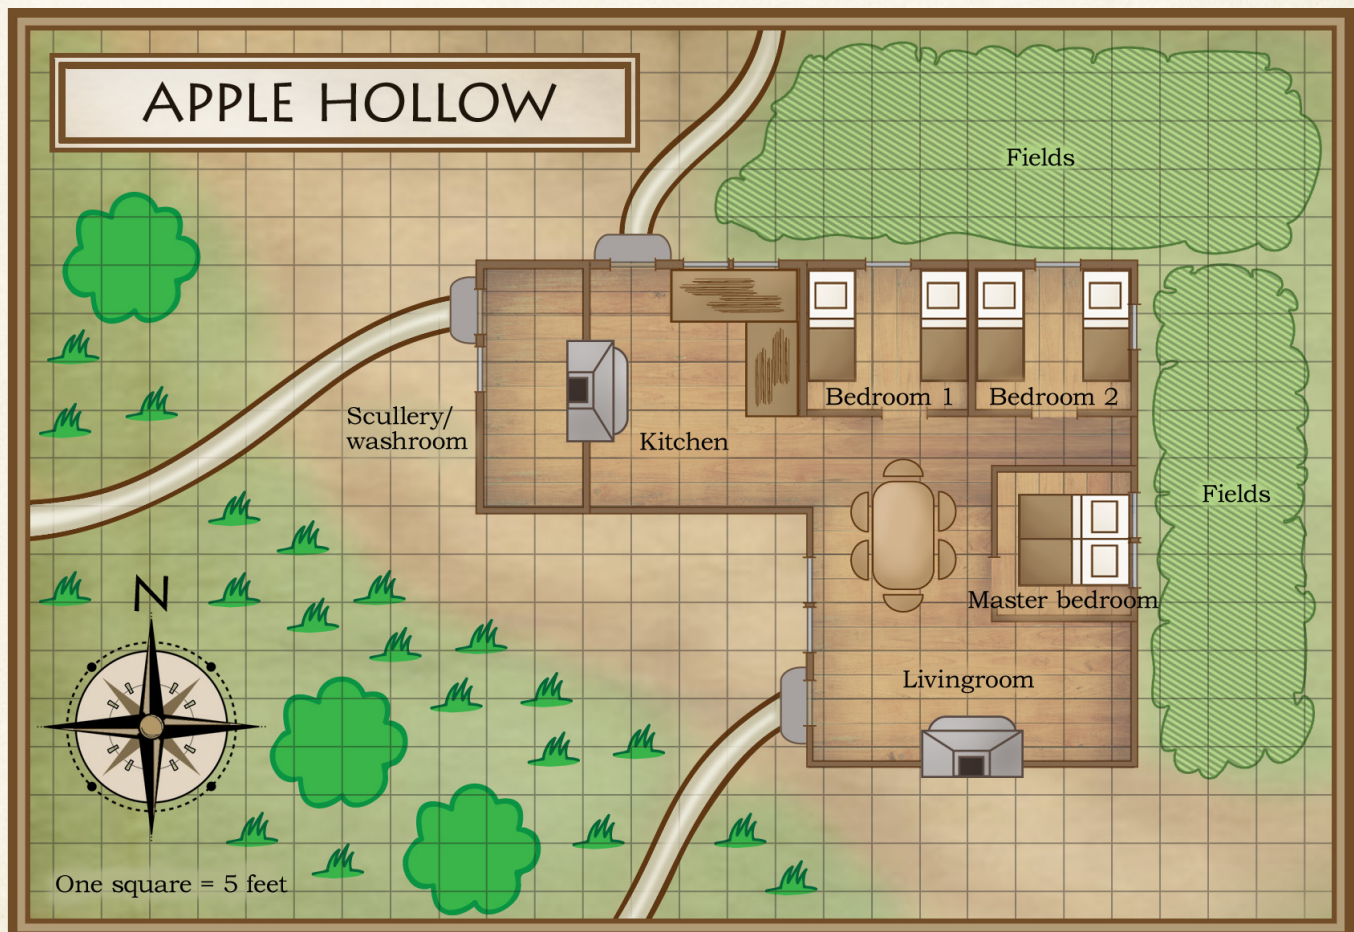 APPLE HOLLOW
Fields
Bedroom 1
Bedroom 2
Scullery/
washroom
Kitchen
Fields
N
Master bedroom
Livingroom
One square = 5 feet